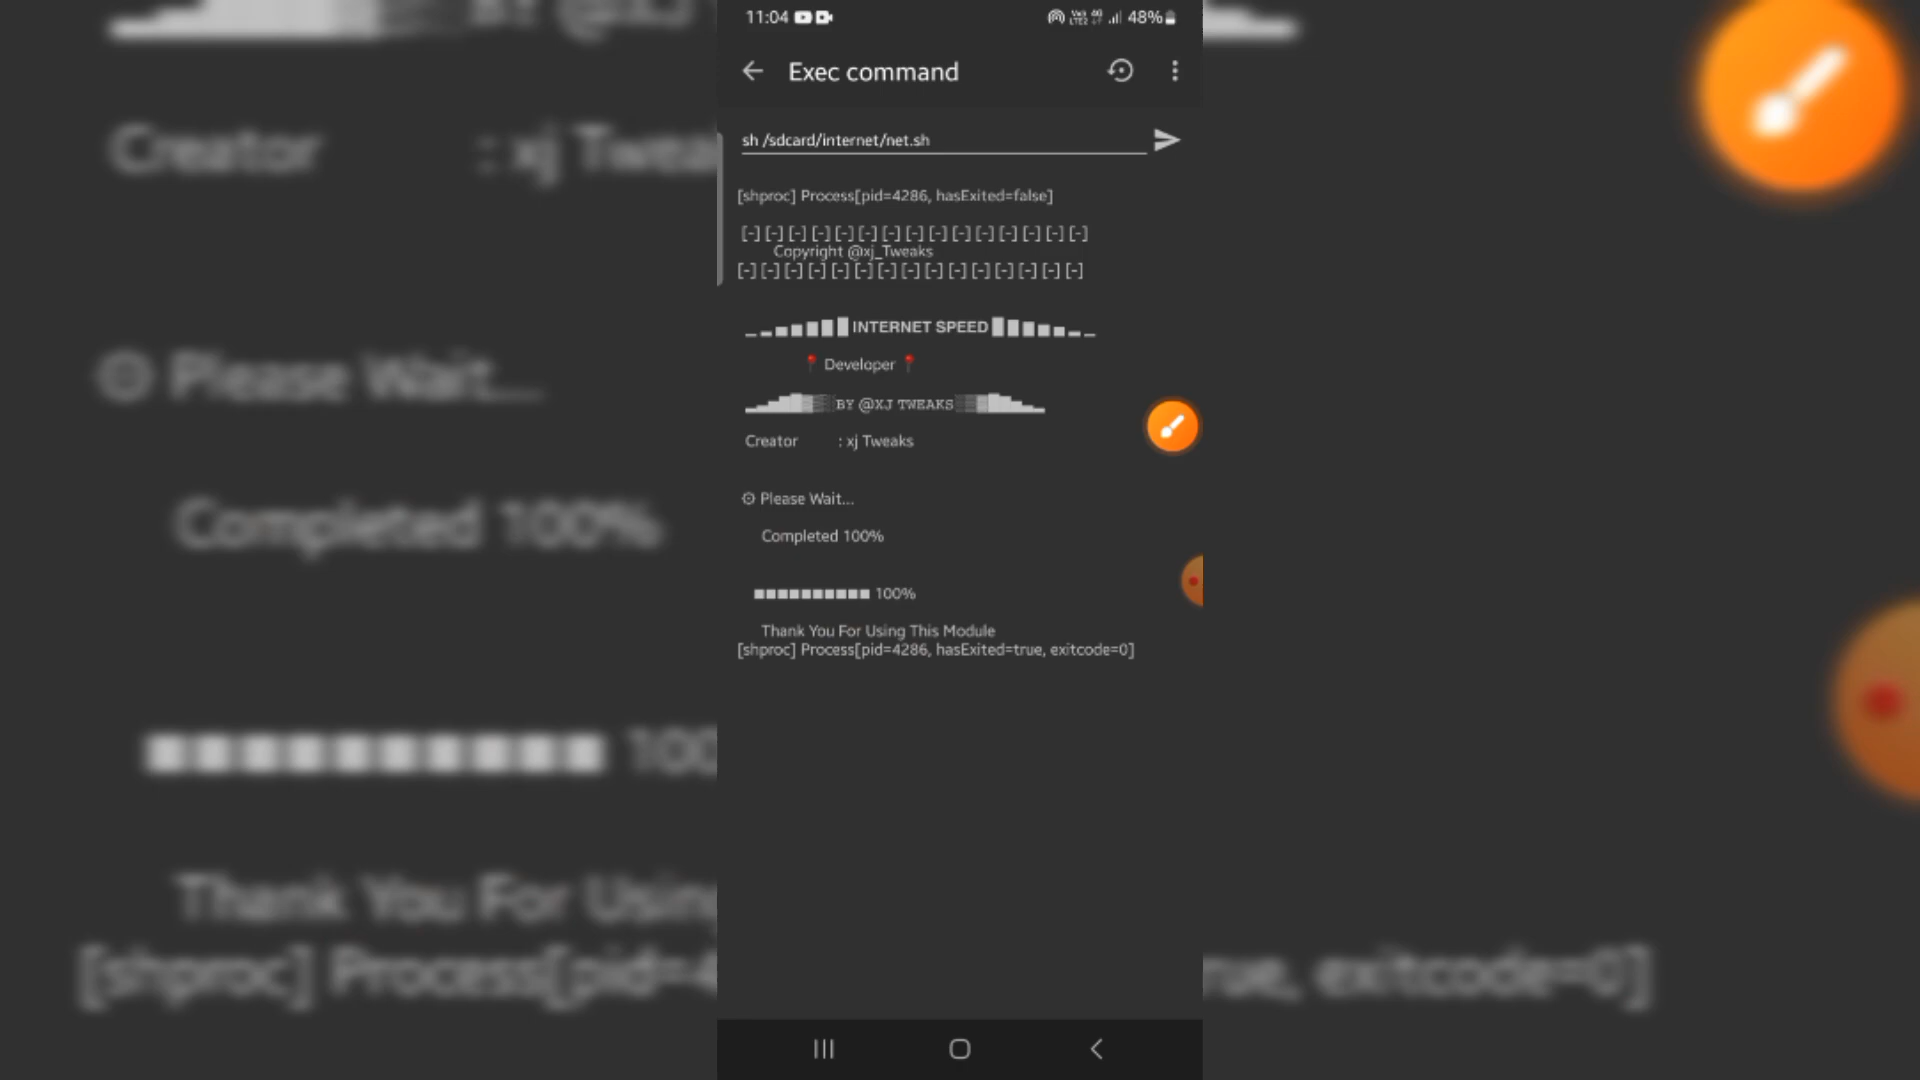 11:04 48%
Exec command
sh /sdcard/internet/net.sh
[shproc] Process[pid=4286, hasExited=false]
[-] [-] [-] [-] [-] [-] [-] [-] [-] [-] [-] [-] [-] [-] [-]
Copyright @xj_Tweaks
[-] [-] [-] [-] [-] [-] [-] [-] [-] [-] [-] [-] [-] [-] [-]
INTERNET SPEED
📍 Developer 📍
BY @XJ TWEAKS
Creator : xj Tweaks
⚙ Please Wait...
Completed 100%
■■■■■■■■■■ 100%
Thank You For Using This Module
[shproc] Process[pid=4286, hasExited=true, exitcode=0]